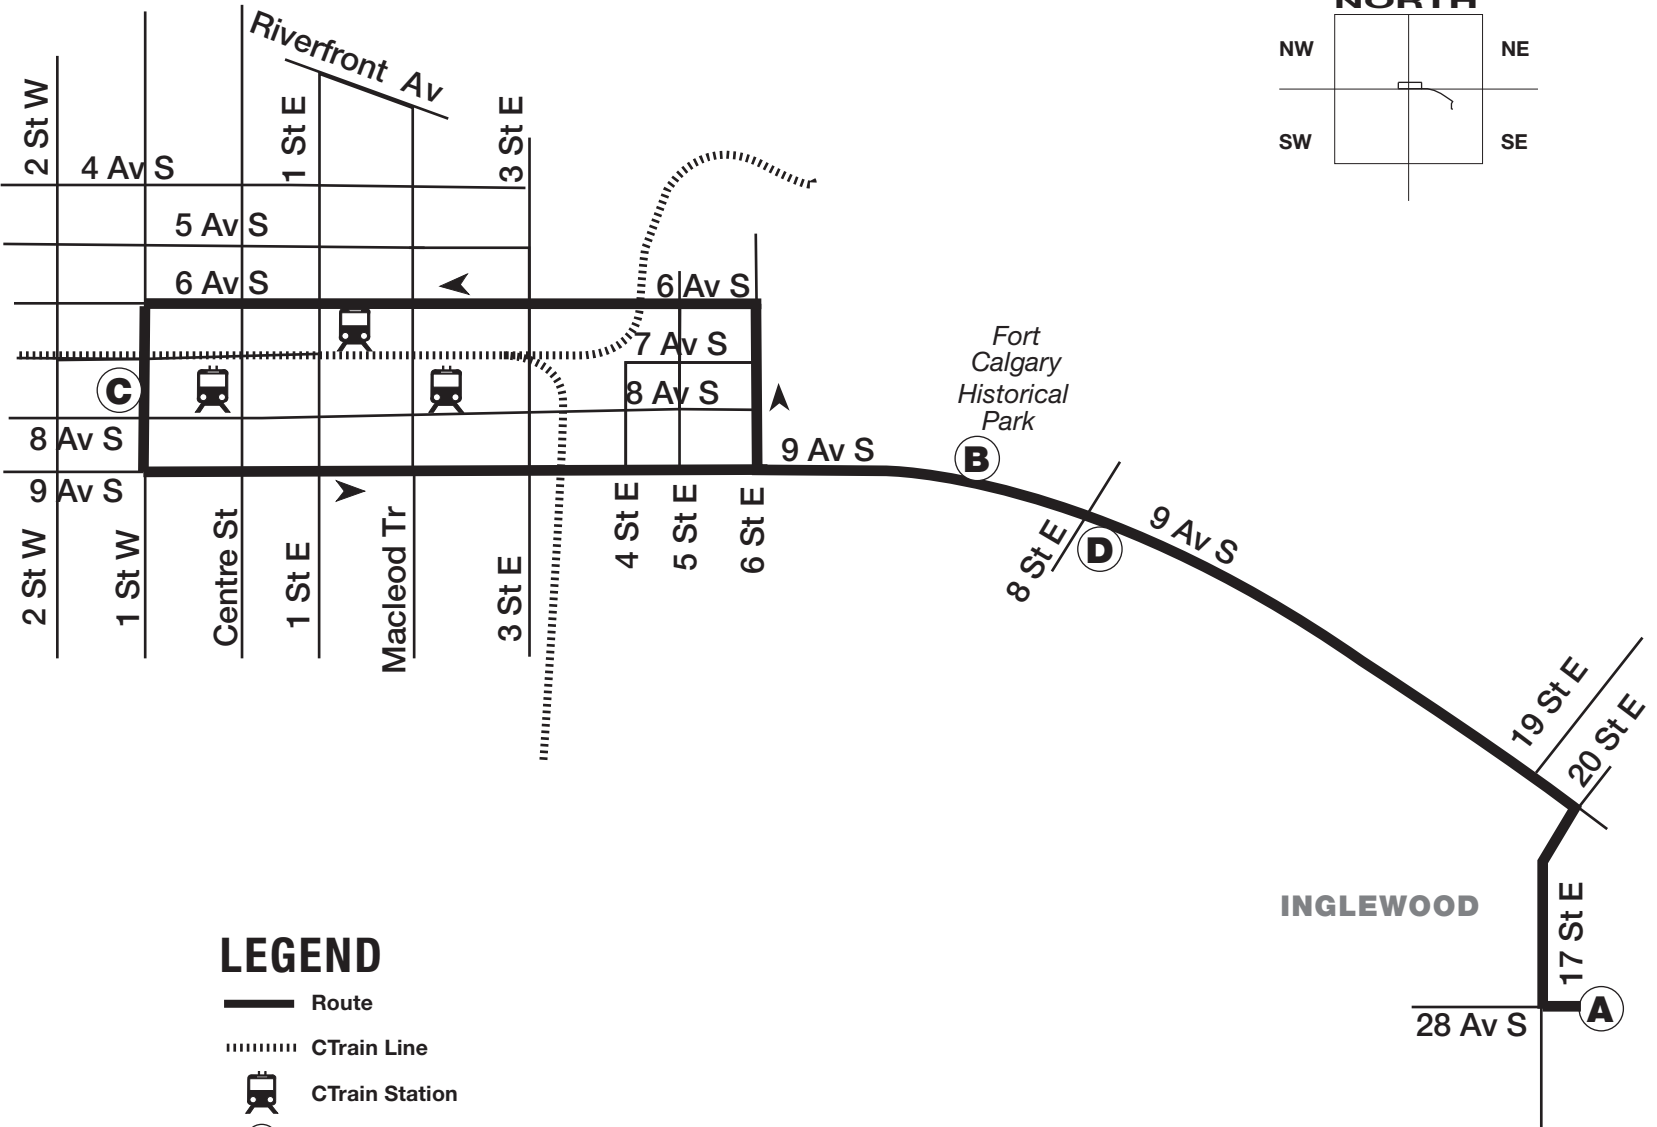 NORTH
NW
NE
SW
SE
Riverfront Av
2 St W
1 St E
3 St E
4 Av S
5 Av S
6 Av S
6 Av S
7 Av S
8 Av S
C
8 Av S
9 Av S
9 Av S
Fort
Calgary
Historical
Park
B
D
8 St E
9 Av S
2 St W
1 St W
Centre St
1 St E
Macleod Tr
3 St E
4 St E
5 St E
6 St E
19 St E
20 St E
INGLEWOOD
17 St E
A
28 Av S
LEGEND
Route
CTrain Line
CTrain Station